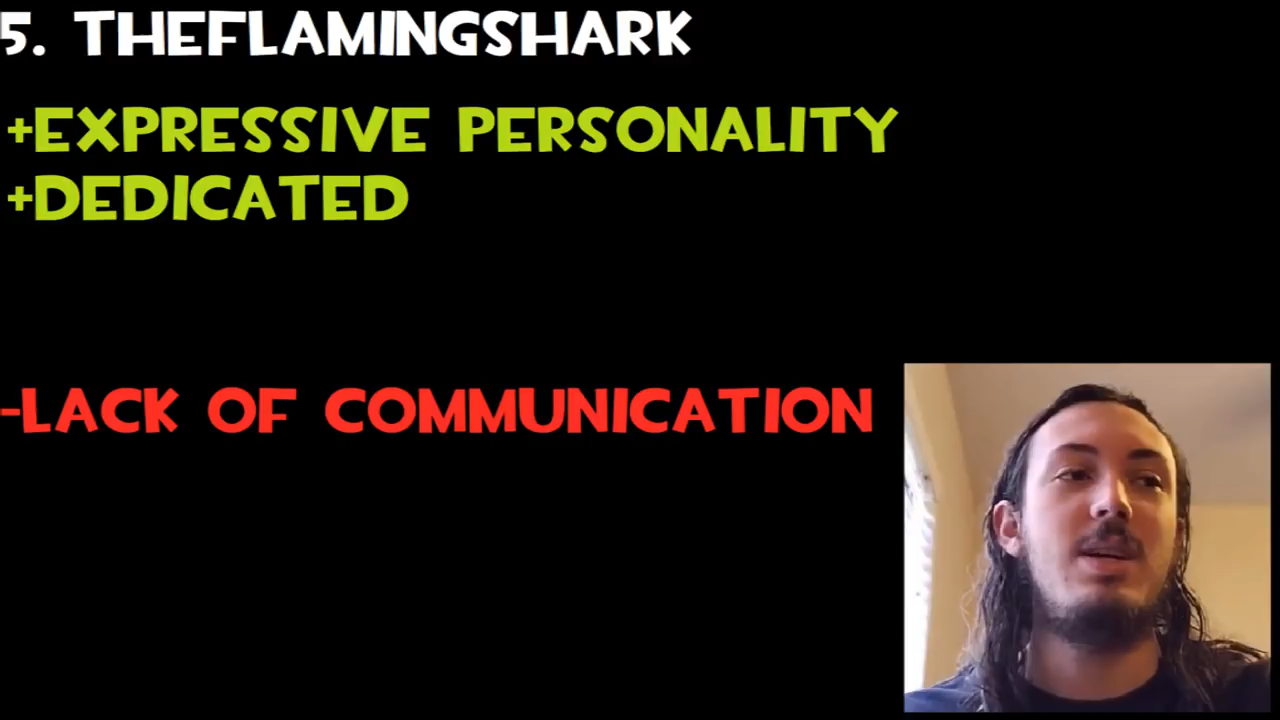 5. THEFLAMINGSHARK
+EXPRESSIVE PERSONALITY
+DEDICATED
-LACK OF COMMUNICATION